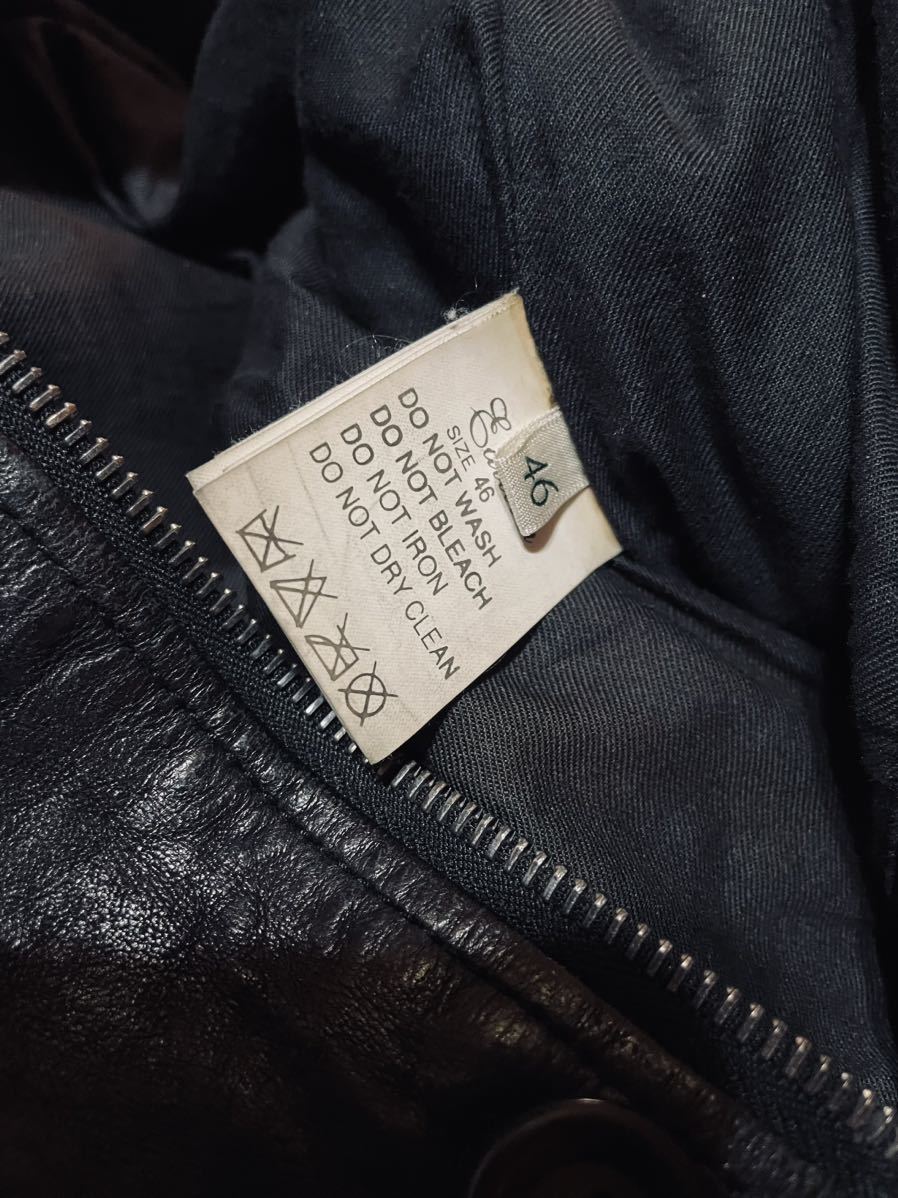 SIZE 46
DO NOT WASH
DO NOT BLEACH
DO NOT IRON
DO NOT DRY CLEAN
46